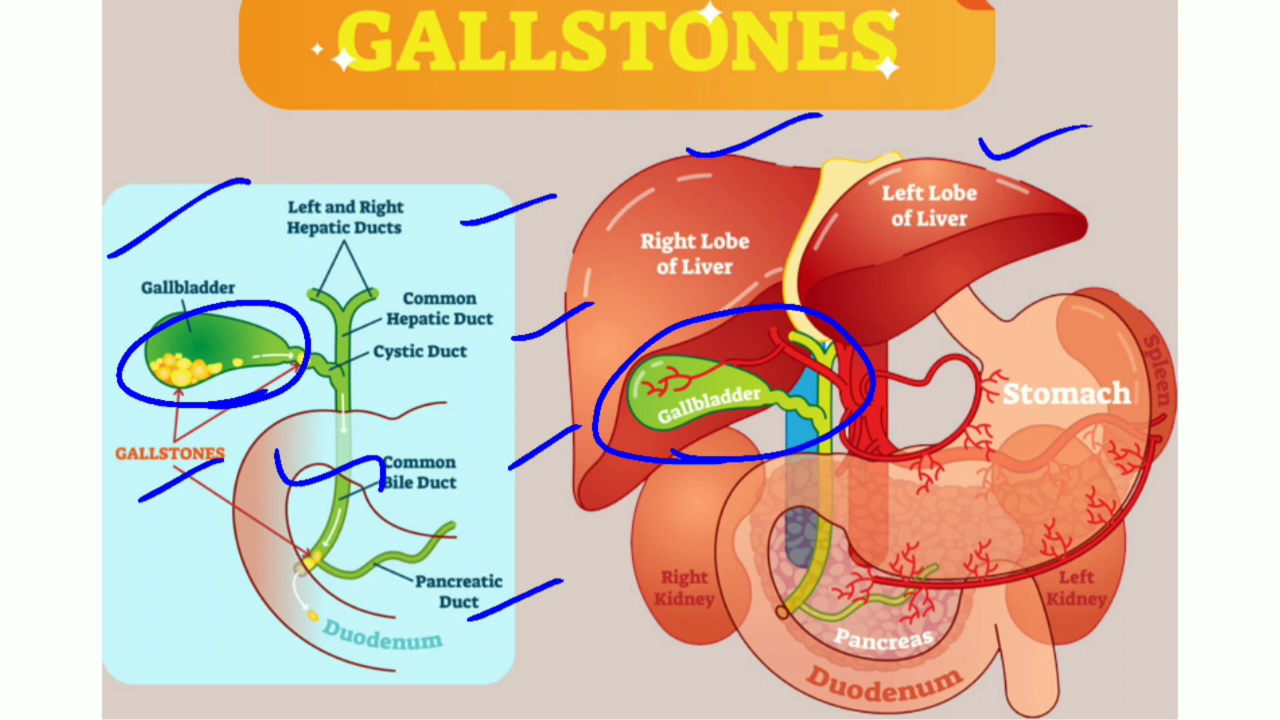 GALLSTONES
Left and Right
Hepatic Ducts
Gallbladder
Common
Hepatic Duct
Cystic Duct
GALLSTONES
Common
Bile Duct
Pancreatic
Duct
Duodenum
Right Lobe
of Liver
Left Lobe
of Liver
Gallbladder
Stomach
Spleen
Right
Kidney
Left
Kidney
Pancreas
Duodenum